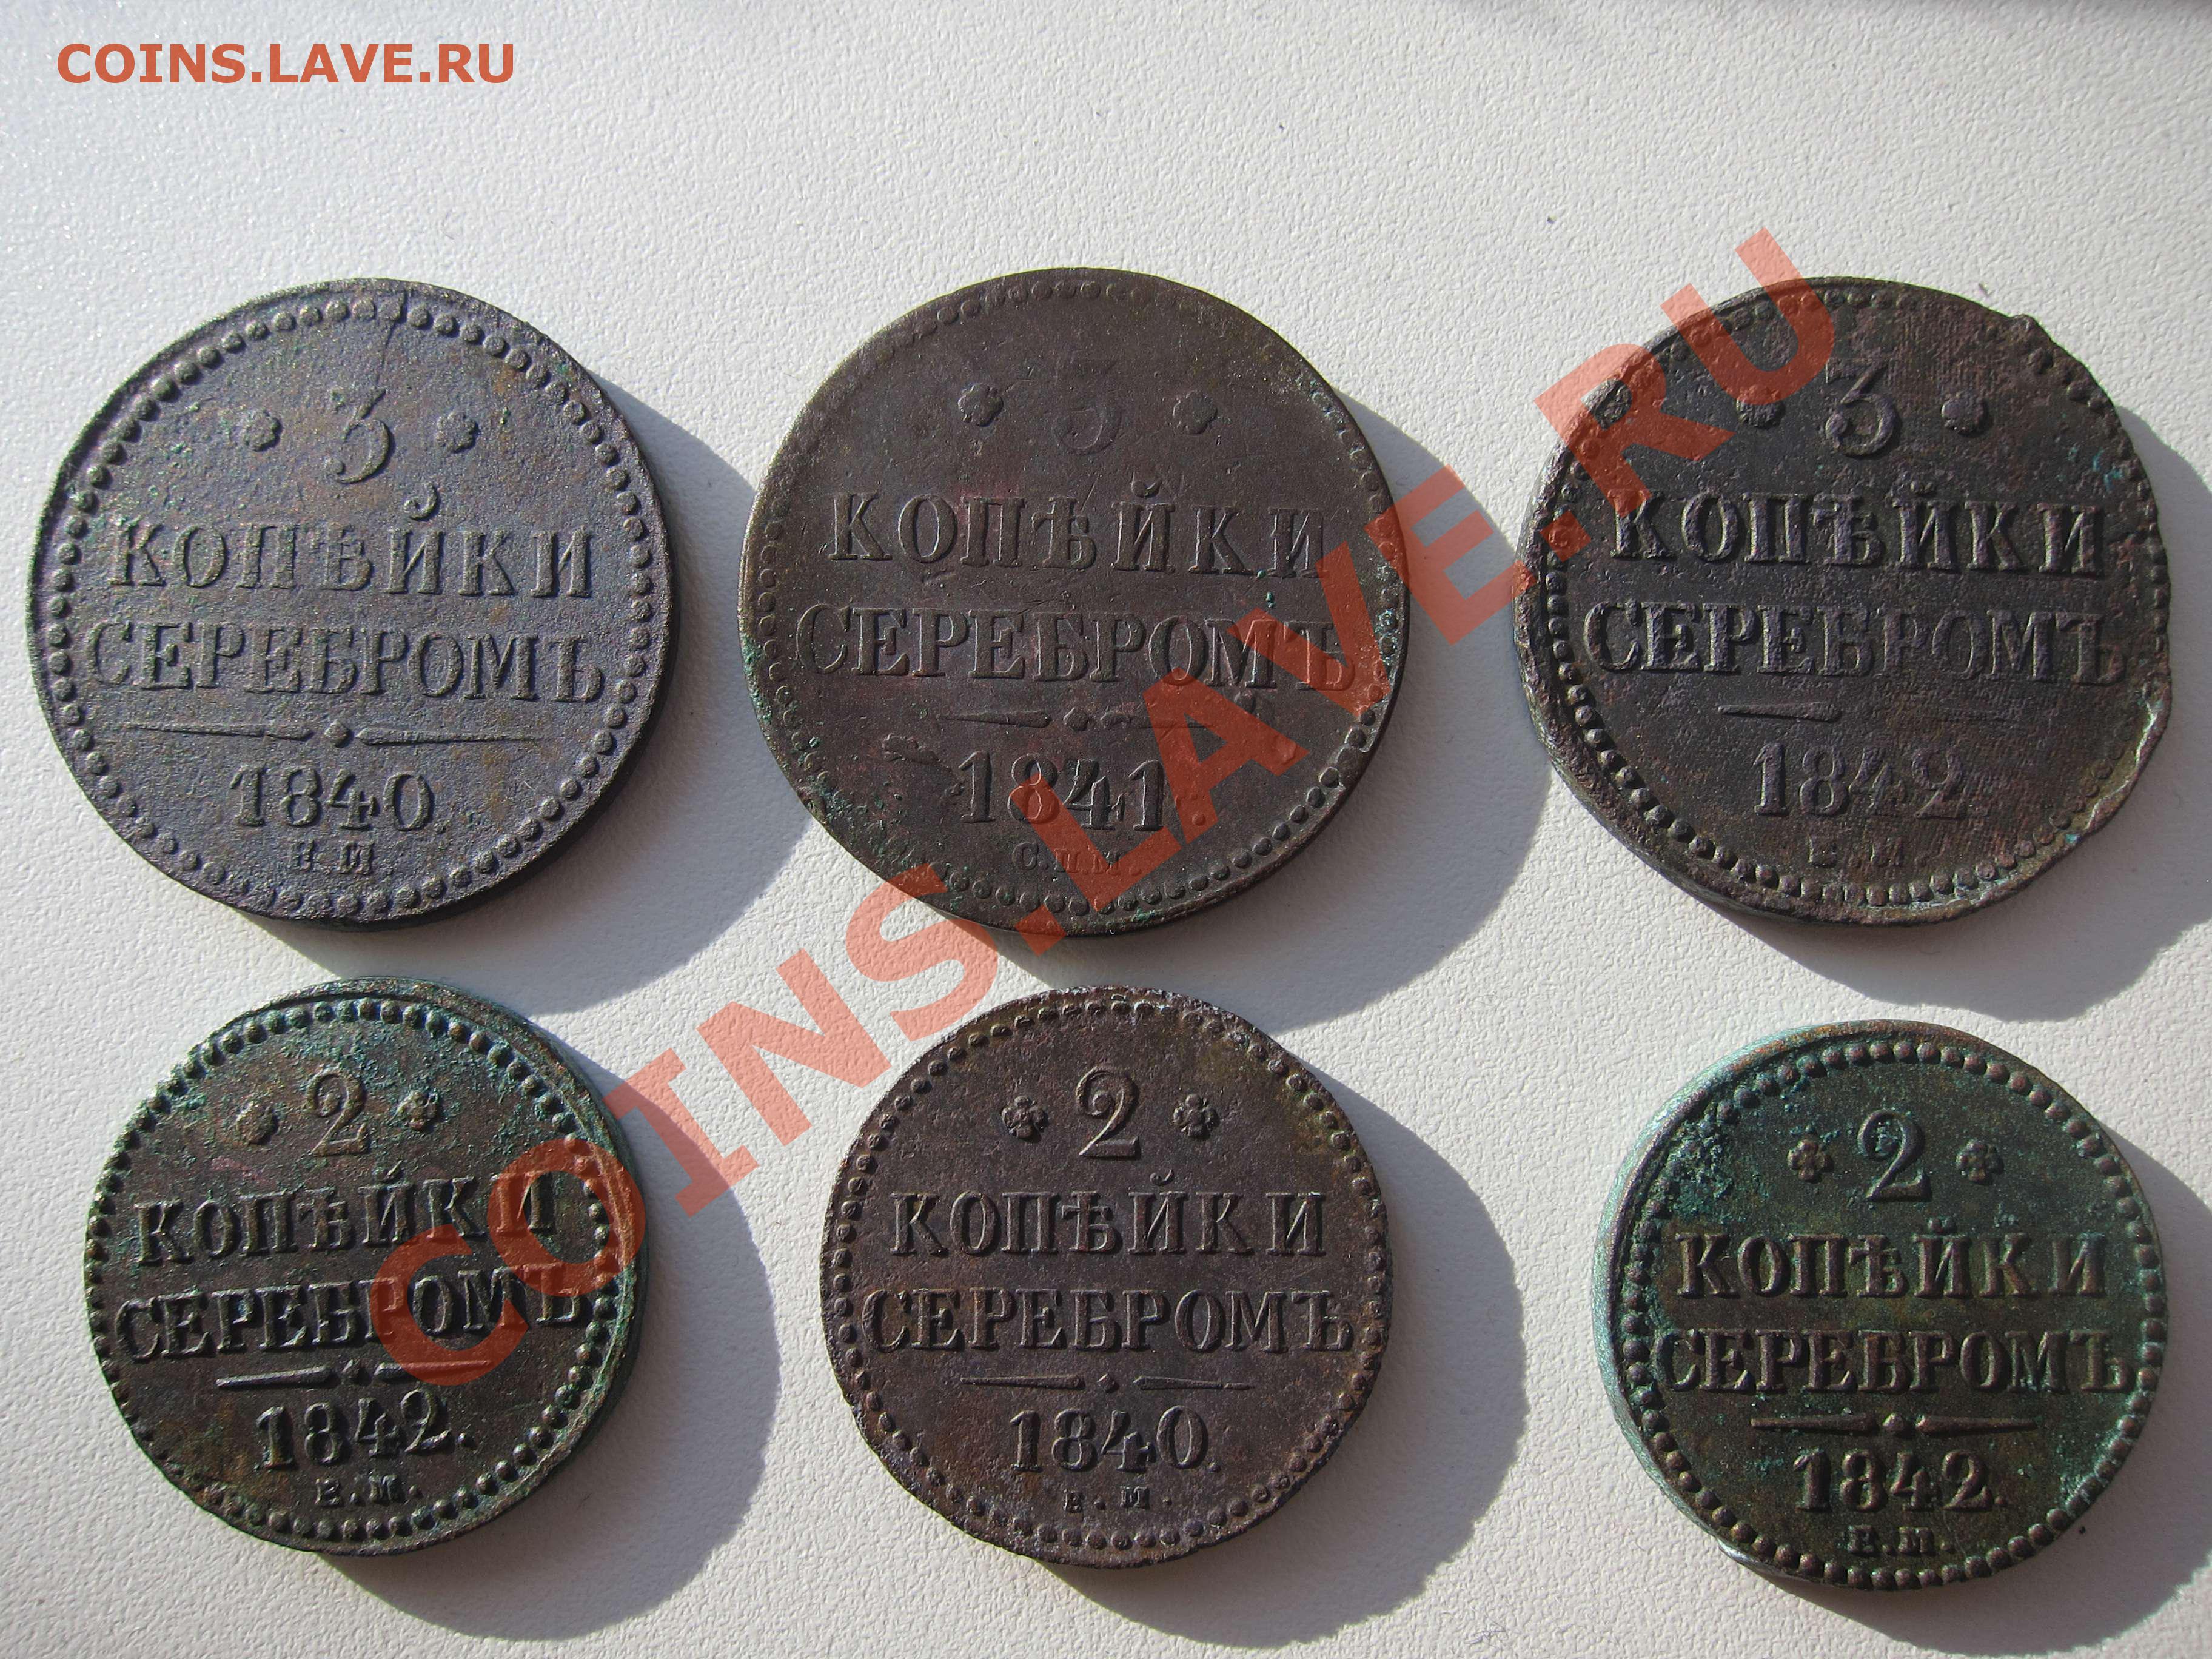 COINS.LAVE.RU
3
КОПѢЙКИ
СЕРЕБРОМЪ
1840.
Е.М.
3
КОПѢЙКИ
СЕРЕБРОМЪ
1841.
С.П.М.
3
КОПѢЙКИ
СЕРЕБРОМЪ
1842
Е.М.
2
КОПѢЙКИ
СЕРЕБРОМЪ
1842.
Е.М.
2
КОПѢЙКИ
СЕРЕБРОМЪ
1840.
Е.М.
2
КОПѢЙКИ
СЕРЕБРОМЪ
1842.
Е.М.
COINS.LAVE.RU